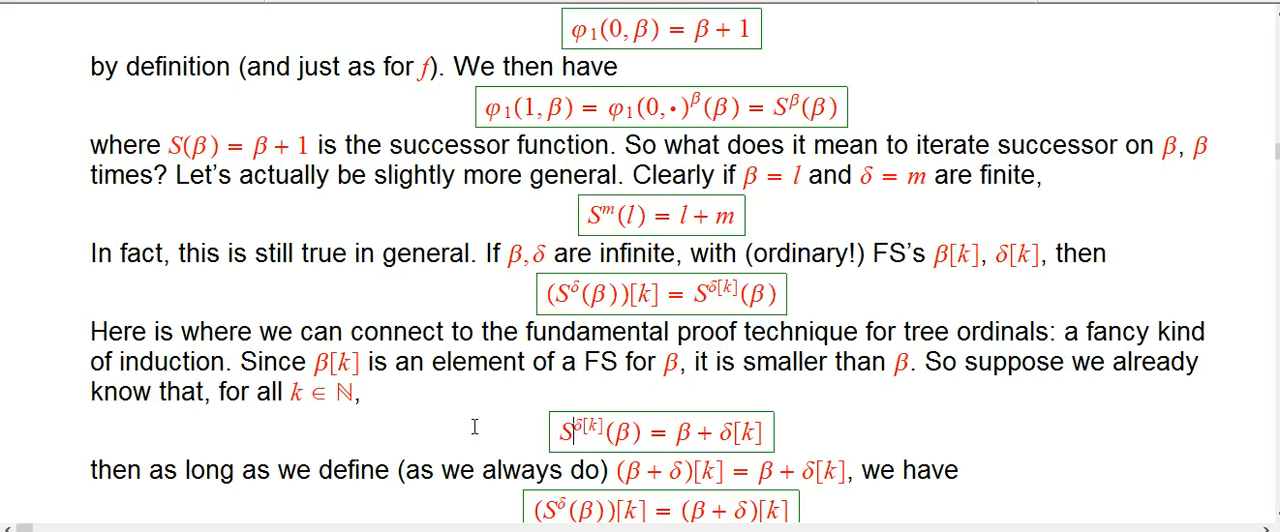 φ₁(0, β) = β + 1
by definition (and just as for f). We then have
φ₁(1, β) = φ₁(0, •)^β(β) = S^β(β)
where S(β) = β + 1 is the successor function. So what does it mean to iterate successor on β, β
times? Let's actually be slightly more general. Clearly if β = l and δ = m are finite,
S^m(l) = l + m
In fact, this is still true in general. If β, δ are infinite, with (ordinary!) FS's β[k], δ[k], then
(S^δ(β))[k] = S^δ[k](β)
Here is where we can connect to the fundamental proof technique for tree ordinals: a fancy kind
of induction. Since β[k] is an element of a FS for β, it is smaller than β. So suppose we already
know that, for all k ∈ ℕ,
S^δ[k](β) = β + δ[k]
then as long as we define (as we always do) (β + δ)[k] = β + δ[k], we have
(S^δ(β))[k] = (β + δ)[k]